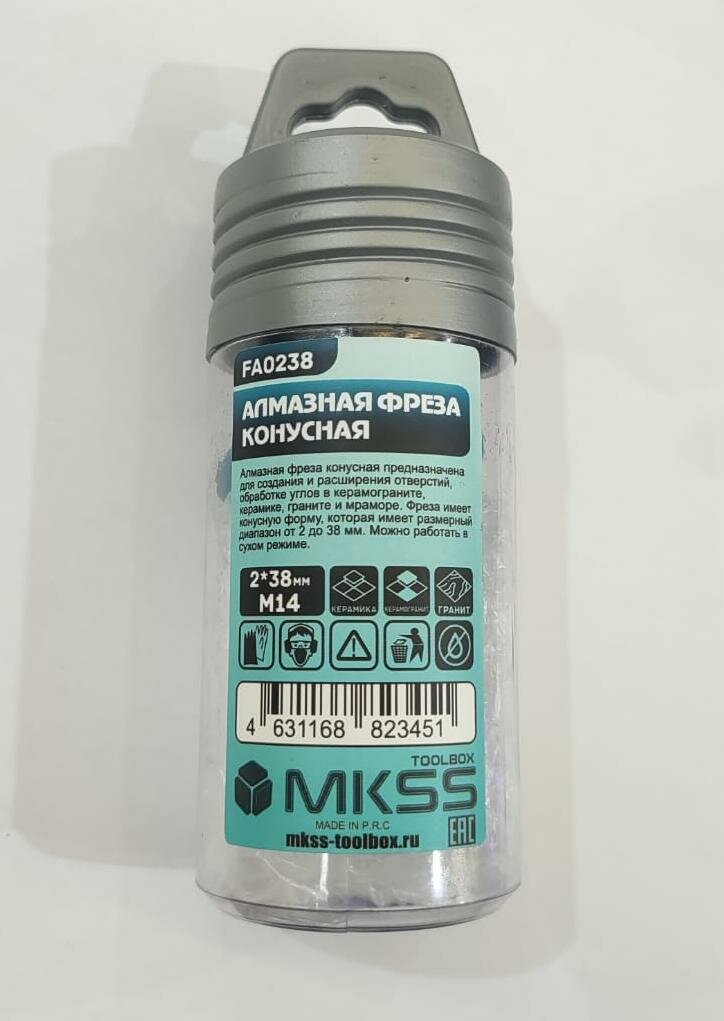 FA0238
АЛМАЗНАЯ ФРЕЗА
КОНУСНАЯ
Алмазная фреза конусная предназначена
для создания и расширения отверстий,
обработке углов в керамограните,
керамике, граните и мраморе. Фреза имеет
конусную форму, которая имеет размерный
диапазон от 2 до 38 мм. Можно работать в
сухом режиме.
2*38мм
М14
КЕРАМИКА
КЕРАМОГРАНИТ
ГРАНИТ
4 631168 823451
TOOLBOX
MKSS
MADE IN P.R.C
mkss-toolbox.ru
EAC